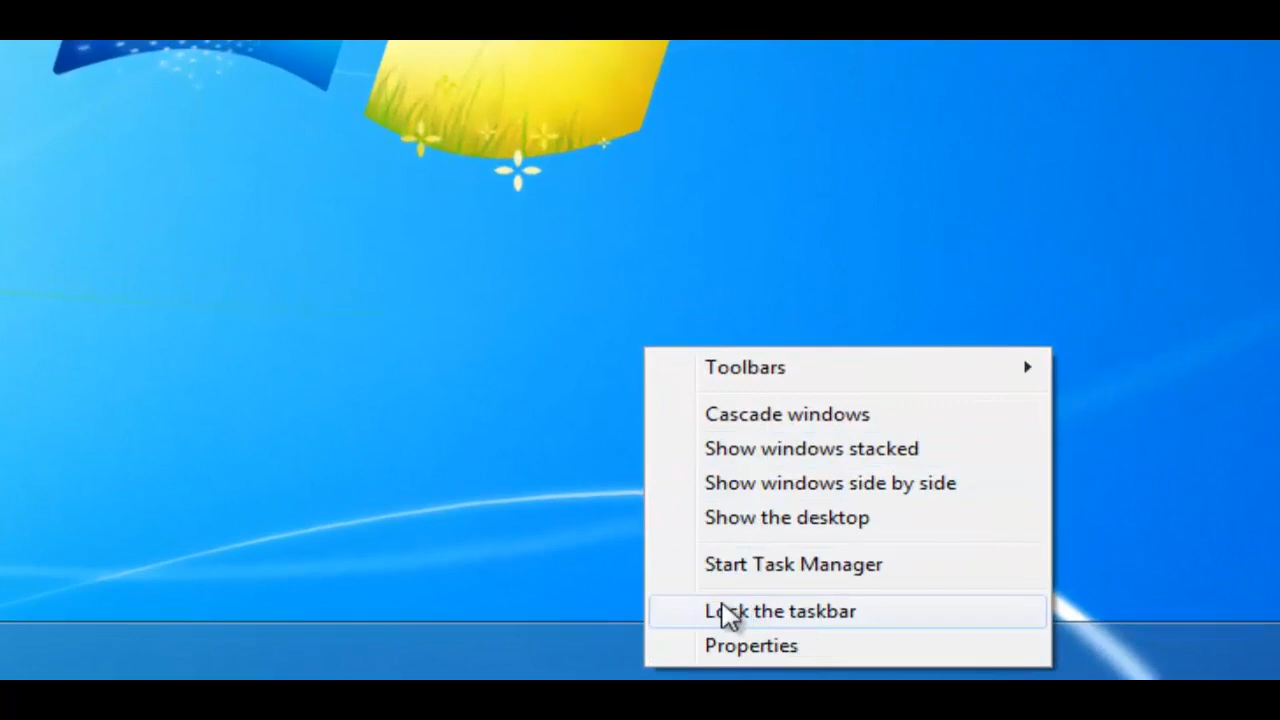 Toolbars
Cascade windows
Show windows stacked
Show windows side by side
Show the desktop
Start Task Manager
Lock the taskbar
Properties